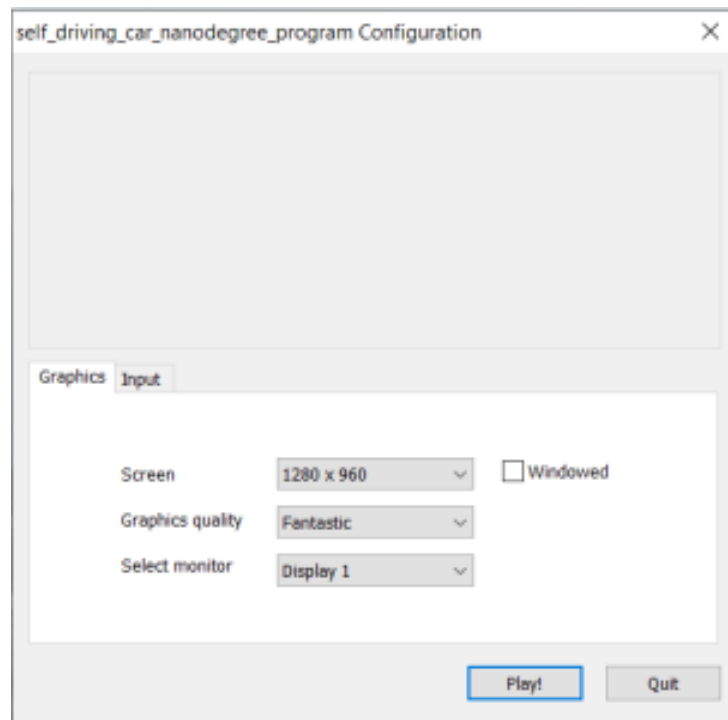 self_driving_car_nanodegree_program Configuration
Graphics Input
Screen 1280 x 960 Windowed
Graphics quality Fantastic
Select monitor Display 1
Play! Quit